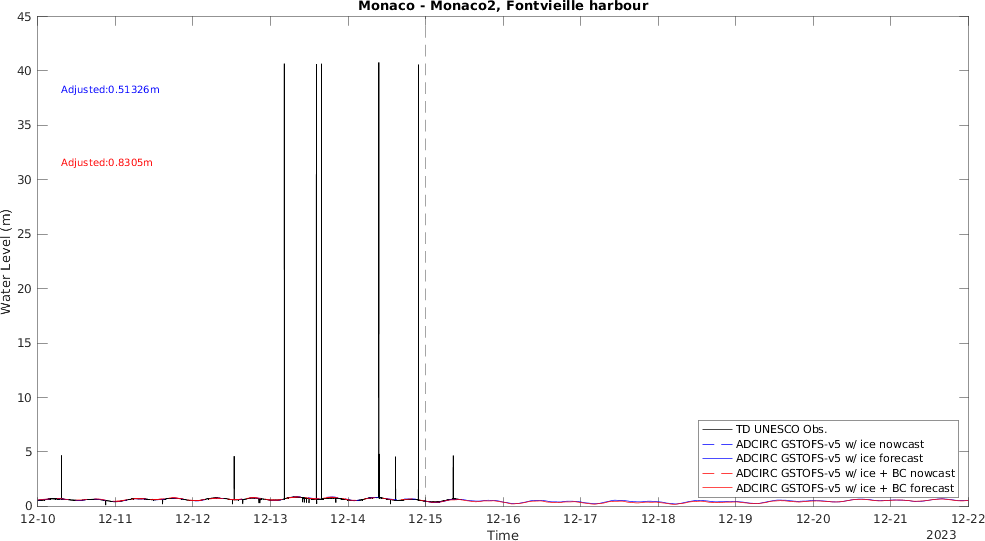 Monaco - Monaco2, Fontvieille harbour
45
40
35
30
25
20
15
10
5
0
Water Level (m)
Adjusted:0.51326m
Adjusted:0.8305m
TD UNESCO Obs.
ADCIRC GSTOFS-v5 w/ ice nowcast
ADCIRC GSTOFS-v5 w/ ice forecast
ADCIRC GSTOFS-v5 w/ ice + BC nowcast
ADCIRC GSTOFS-v5 w/ ice + BC forecast
12-10 12-11 12-12 12-13 12-14 12-15 12-16 12-17 12-18 12-19 12-20 12-21 12-22
Time
2023